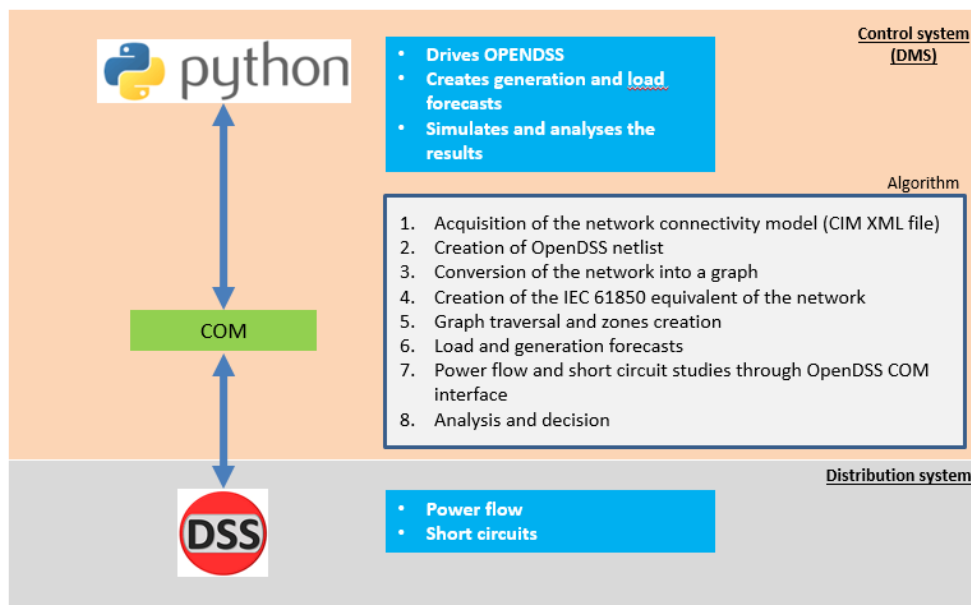 python
• Drives OPENDSS
• Creates generation and load
forecasts
• Simulates and analyses the
results
Control system
(DMS)
Algorithm
1. Acquisition of the network connectivity model (CIM XML file)
2. Creation of OpenDSS netlist
3. Conversion of the network into a graph
4. Creation of the IEC 61850 equivalent of the network
5. Graph traversal and zones creation
6. Load and generation forecasts
7. Power flow and short circuit studies through OpenDSS COM
interface
8. Analysis and decision
COM
Distribution system
DSS
• Power flow
• Short circuits